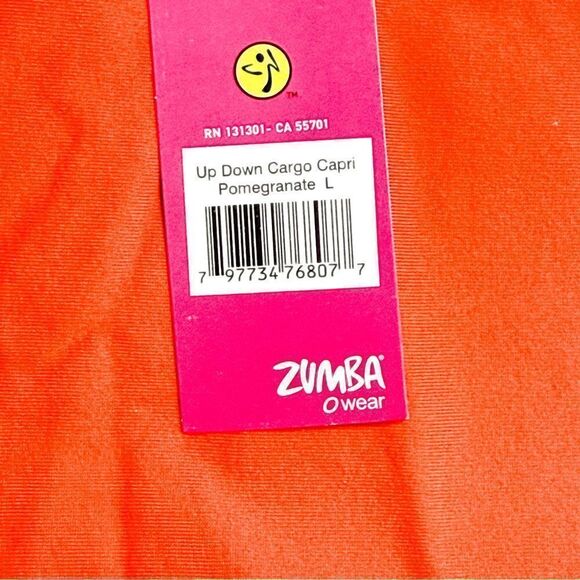 TM
RN 131301- CA 55701
Up Down Cargo Capri
Pomegranate L
7 97734 76807 7
ZUMBA®
wear